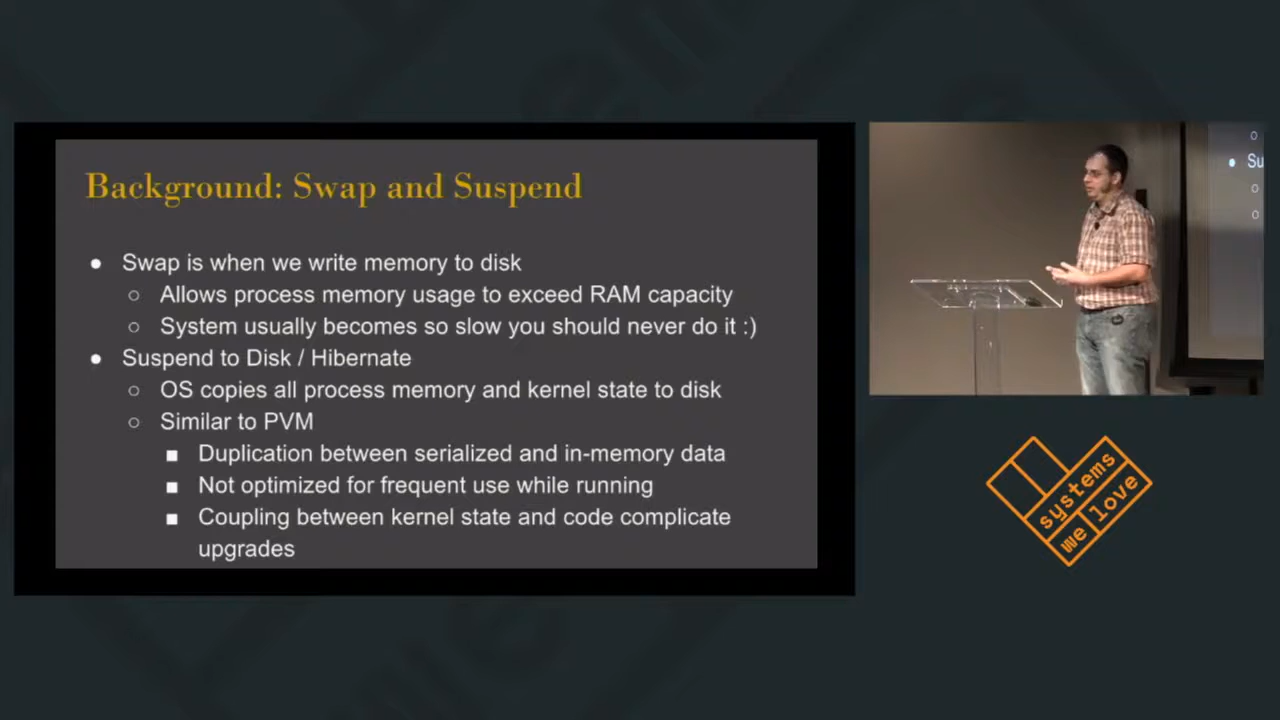 Background: Swap and Suspend
● Swap is when we write memory to disk
○ Allows process memory usage to exceed RAM capacity
○ System usually becomes so slow you should never do it :)
● Suspend to Disk / Hibernate
○ OS copies all process memory and kernel state to disk
○ Similar to PVM
■ Duplication between serialized and in-memory data
■ Not optimized for frequent use while running
■ Coupling between kernel state and code complicate
upgrades
● Su
systems
we love